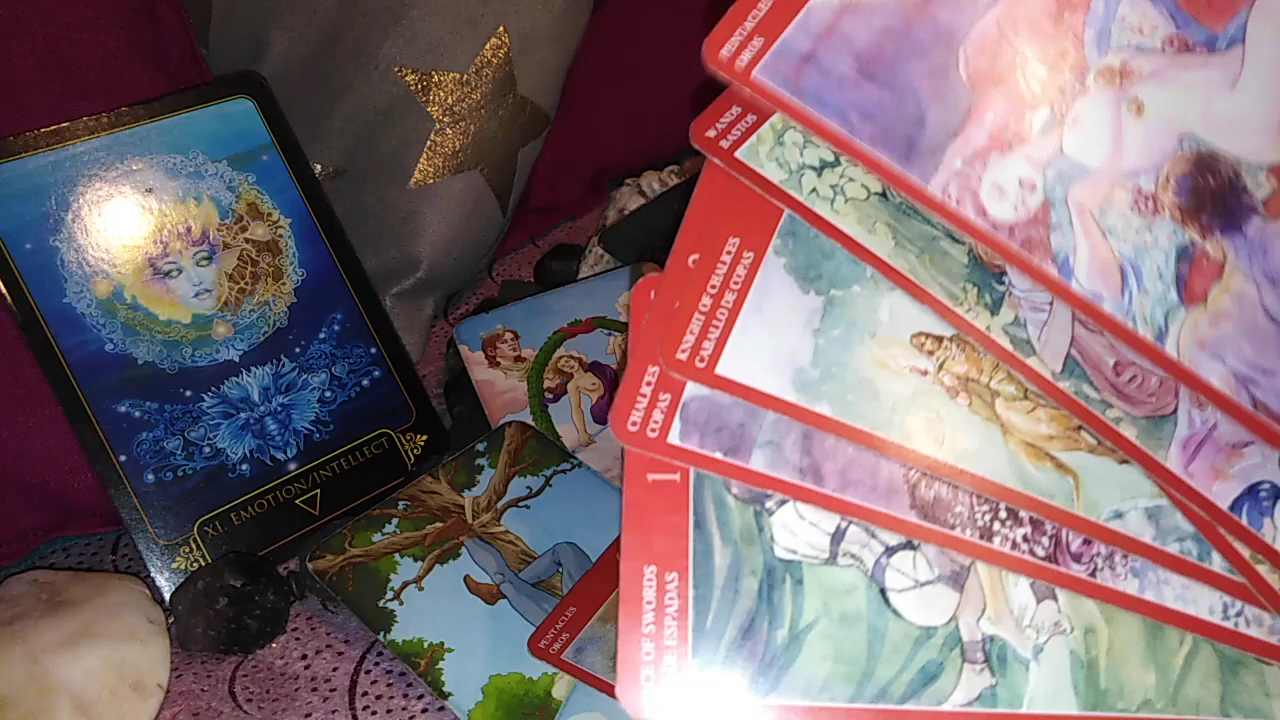 XI. EMOTION/INTELLECT
PENTACLES
OROS
WANDS
BASTOS
KNIGHT OF CHALICES
CABALLO DE COPAS
CHALICES
COPAS
1
OF SWORDS
DE ESPADAS
PENTACLES
OROS